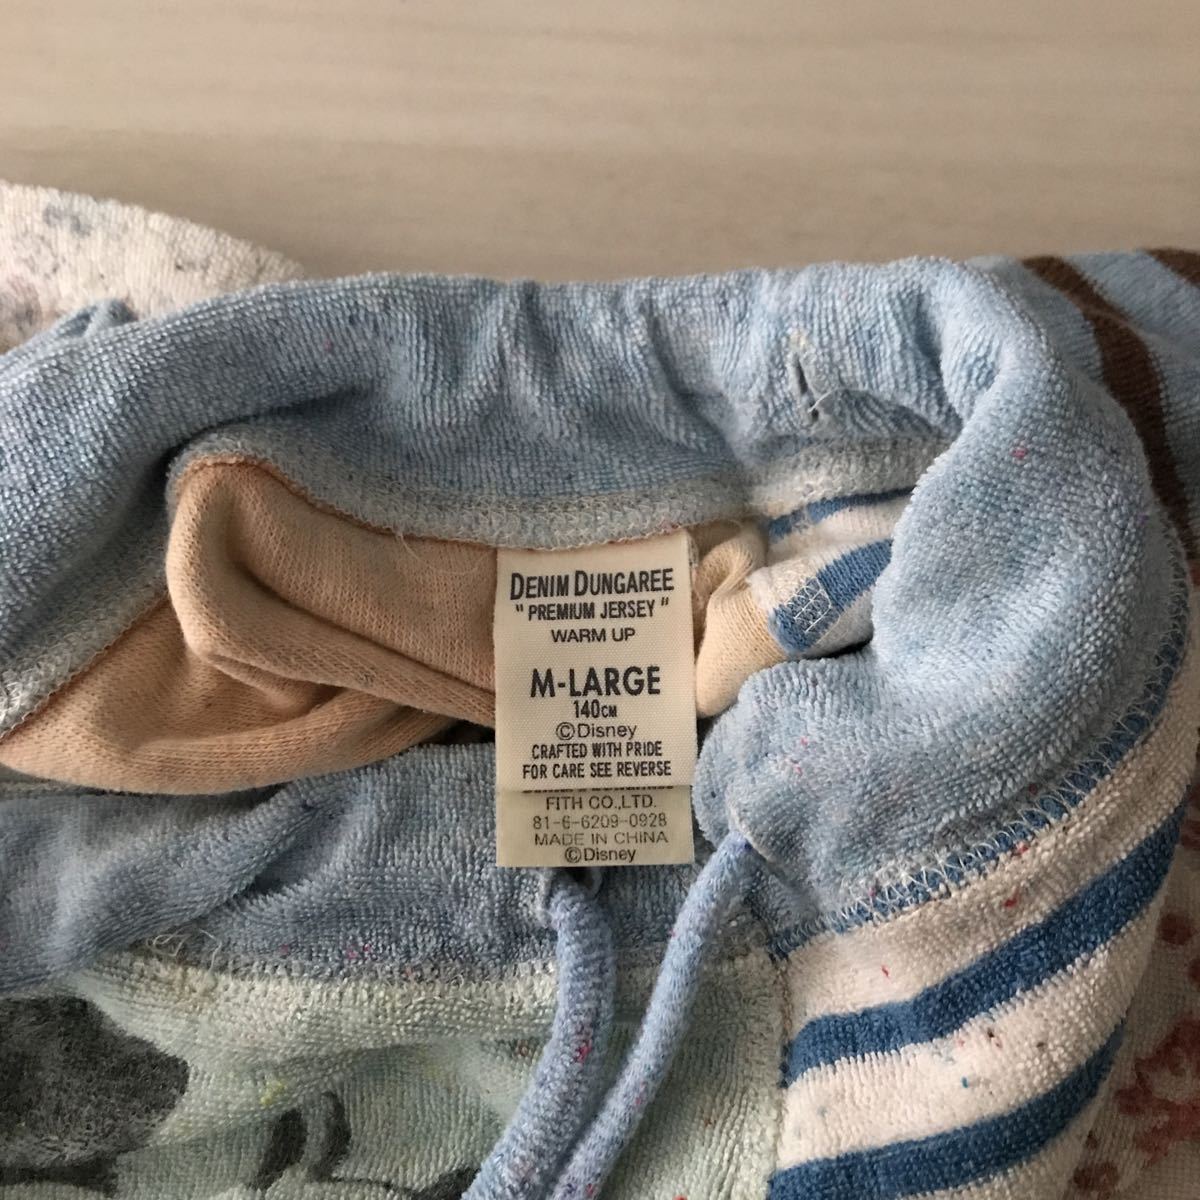 DENIM DUNGAREE
" PREMIUM JERSEY "
WARM UP
M-LARGE
140CM
©Disney
CRAFTED WITH PRIDE
FOR CARE SEE REVERSE
FITH CO.,LTD.
81-6-6209-0928
MADE IN CHINA
©Disney